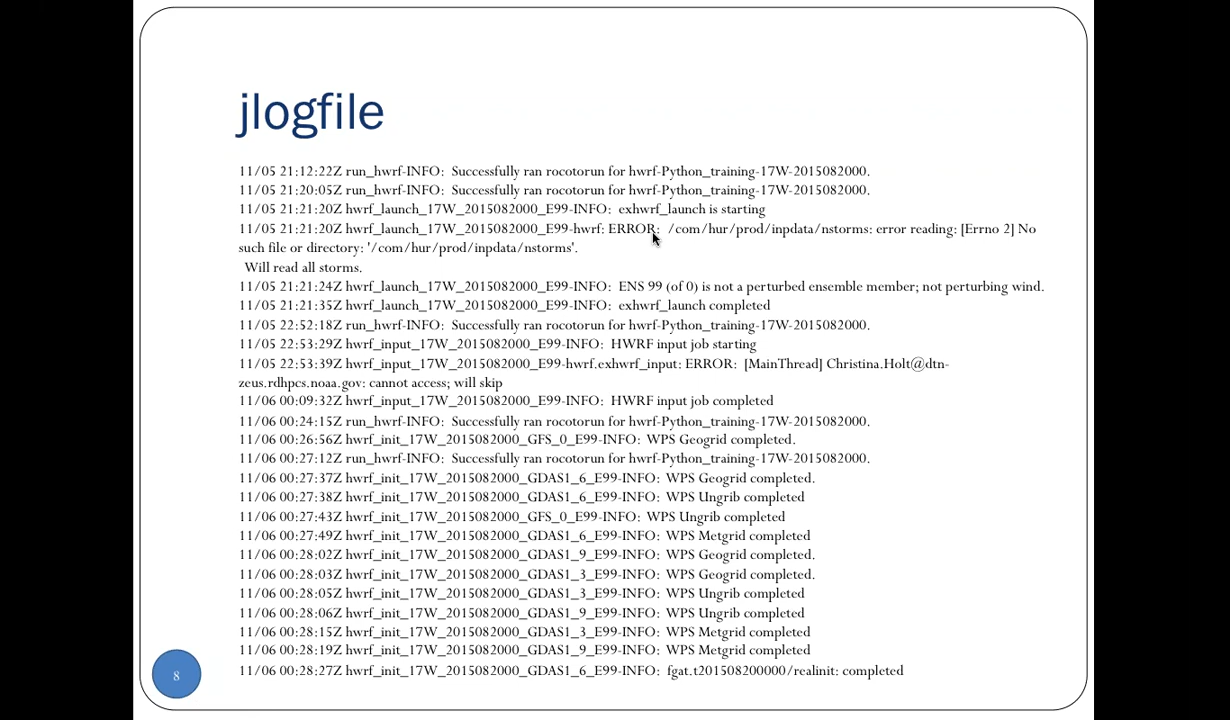 jlogfile
11/05 21:12:22Z run_hwrf-INFO:  Successfully ran rocotorun for hwrf-Python_training-17W-2015082000.
11/05 21:20:05Z run_hwrf-INFO:  Successfully ran rocotorun for hwrf-Python_training-17W-2015082000.
11/05 21:21:20Z hwrf_launch_17W_2015082000_E99-INFO:  exhwrf_launch is starting
11/05 21:21:20Z hwrf_launch_17W_2015082000_E99-hwrf: ERROR:  /com/hur/prod/inpdata/nstorms: error reading: [Errno 2] No
such file or directory: '/com/hur/prod/inpdata/nstorms'.
Will read all storms.
11/05 21:21:24Z hwrf_launch_17W_2015082000_E99-INFO:  ENS 99 (of 0) is not a perturbed ensemble member; not perturbing wind.
11/05 21:21:35Z hwrf_launch_17W_2015082000_E99-INFO:  exhwrf_launch completed
11/05 22:52:18Z run_hwrf-INFO:  Successfully ran rocotorun for hwrf-Python_training-17W-2015082000.
11/05 22:53:29Z hwrf_input_17W_2015082000_E99-INFO:  HWRF input job starting
11/05 22:53:39Z hwrf_input_17W_2015082000_E99-hwrf.exhwrf_input: ERROR:  [MainThread] Christina.Holt@dtn-
zeus.rdhpcs.noaa.gov: cannot access; will skip
11/06 00:09:32Z hwrf_input_17W_2015082000_E99-INFO:  HWRF input job completed
11/06 00:24:15Z run_hwrf-INFO:  Successfully ran rocotorun for hwrf-Python_training-17W-2015082000.
11/06 00:26:56Z hwrf_init_17W_2015082000_GFS_0_E99-INFO:  WPS Geogrid completed.
11/06 00:27:12Z run_hwrf-INFO:  Successfully ran rocotorun for hwrf-Python_training-17W-2015082000.
11/06 00:27:37Z hwrf_init_17W_2015082000_GDAS1_6_E99-INFO:  WPS Geogrid completed.
11/06 00:27:38Z hwrf_init_17W_2015082000_GDAS1_6_E99-INFO:  WPS Ungrib completed
11/06 00:27:43Z hwrf_init_17W_2015082000_GFS_0_E99-INFO:  WPS Ungrib completed
11/06 00:27:49Z hwrf_init_17W_2015082000_GDAS1_6_E99-INFO:  WPS Metgrid completed
11/06 00:28:02Z hwrf_init_17W_2015082000_GDAS1_9_E99-INFO:  WPS Geogrid completed.
11/06 00:28:03Z hwrf_init_17W_2015082000_GDAS1_3_E99-INFO:  WPS Geogrid completed.
11/06 00:28:05Z hwrf_init_17W_2015082000_GDAS1_3_E99-INFO:  WPS Ungrib completed
11/06 00:28:06Z hwrf_init_17W_2015082000_GDAS1_9_E99-INFO:  WPS Ungrib completed
11/06 00:28:15Z hwrf_init_17W_2015082000_GDAS1_3_E99-INFO:  WPS Metgrid completed
11/06 00:28:19Z hwrf_init_17W_2015082000_GDAS1_9_E99-INFO:  WPS Metgrid completed
11/06 00:28:27Z hwrf_init_17W_2015082000_GDAS1_6_E99-INFO:  fgat.t201508200000/realinit: completed
8